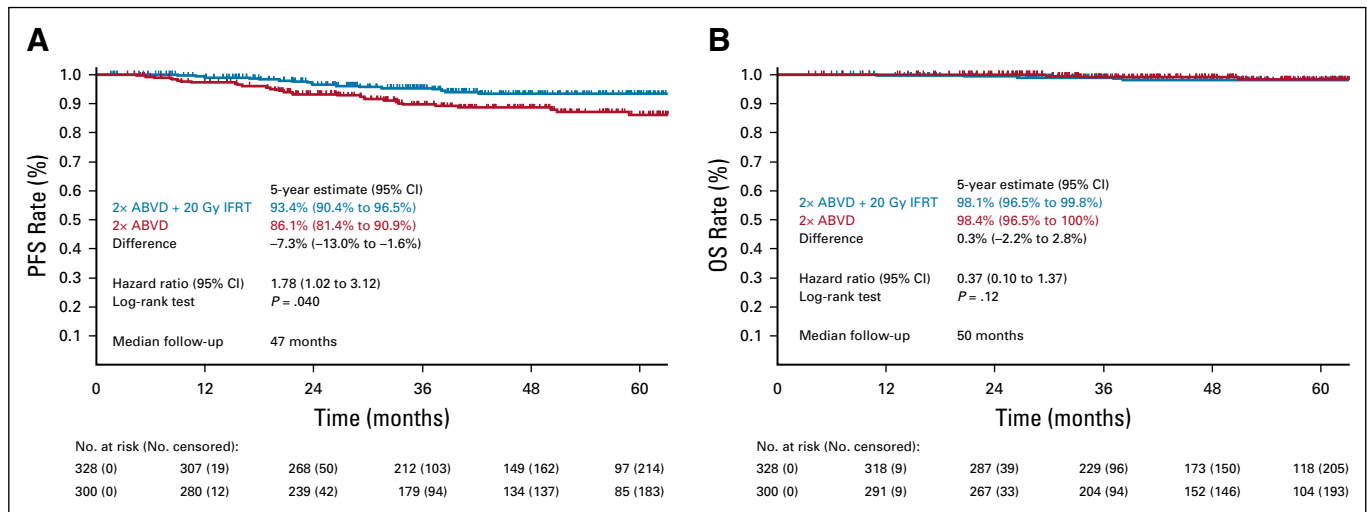 A
PFS Rate (%)
1.0
0.9
0.8
0.7
0.6
0.5
0.4
0.3
0.2
0.1
5-year estimate (95% CI)
2× ABVD + 20 Gy IFRT 93.4% (90.4% to 96.5%)
2× ABVD 86.1% (81.4% to 90.9%)
Difference –7.3% (–13.0% to –1.6%)
Hazard ratio (95% CI) 1.78 (1.02 to 3.12)
Log-rank test P = .040
Median follow-up 47 months
0 12 24 36 48 60
Time (months)
No. at risk (No. censored):
328 (0) 307 (19) 268 (50) 212 (103) 149 (162) 97 (214)
300 (0) 280 (12) 239 (42) 179 (94) 134 (137) 85 (183)
B
OS Rate (%)
1.0
0.9
0.8
0.7
0.6
0.5
0.4
0.3
0.2
0.1
5-year estimate (95% CI)
2× ABVD + 20 Gy IFRT 98.1% (96.5% to 99.8%)
2× ABVD 98.4% (96.5% to 100%)
Difference 0.3% (–2.2% to 2.8%)
Hazard ratio (95% CI) 0.37 (0.10 to 1.37)
Log-rank test P = .12
Median follow-up 50 months
0 12 24 36 48 60
Time (months)
No. at risk (No. censored):
328 (0) 318 (9) 287 (39) 229 (96) 173 (150) 118 (205)
300 (0) 291 (9) 267 (33) 204 (94) 152 (146) 104 (193)